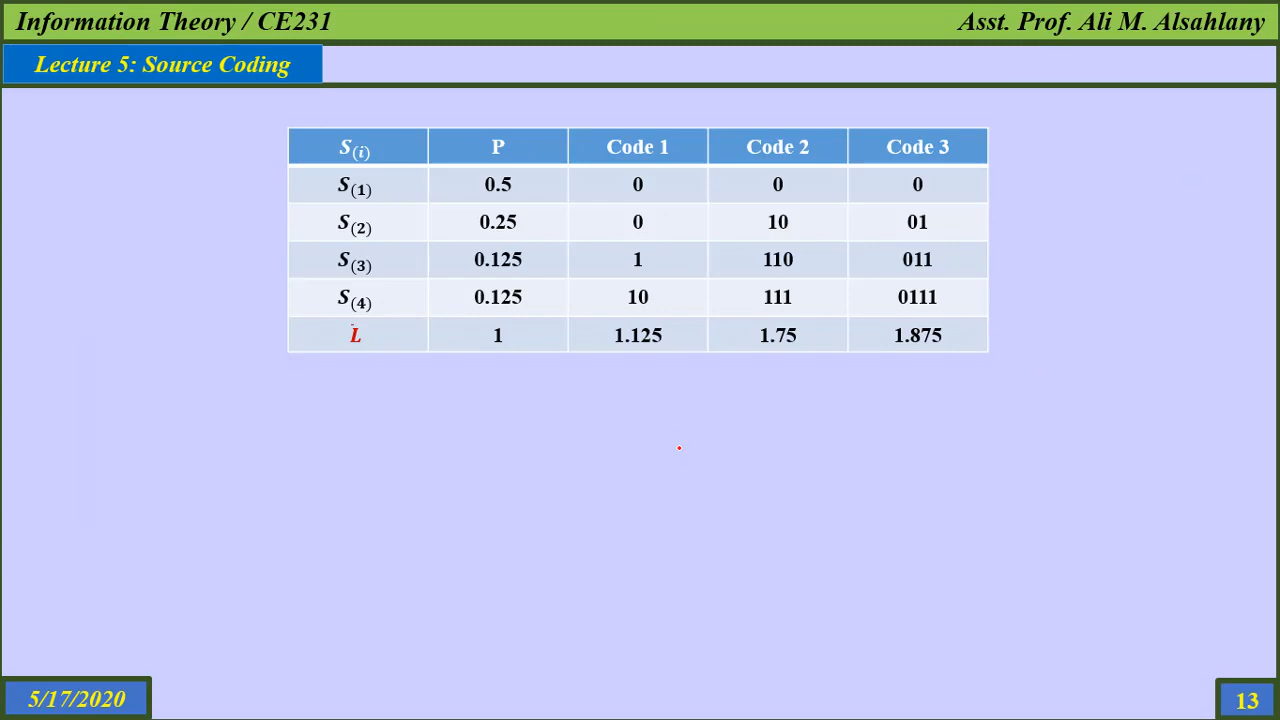 Information Theory / CE231 Asst. Prof. Ali M. Alsahlany
Lecture 5: Source Coding
S(i) P Code 1 Code 2 Code 3
S(1) 0.5 0 0 0
S(2) 0.25 0 10 01
S(3) 0.125 1 110 011
S(4) 0.125 10 111 0111
L̄ 1 1.125 1.75 1.875
5/17/2020 13